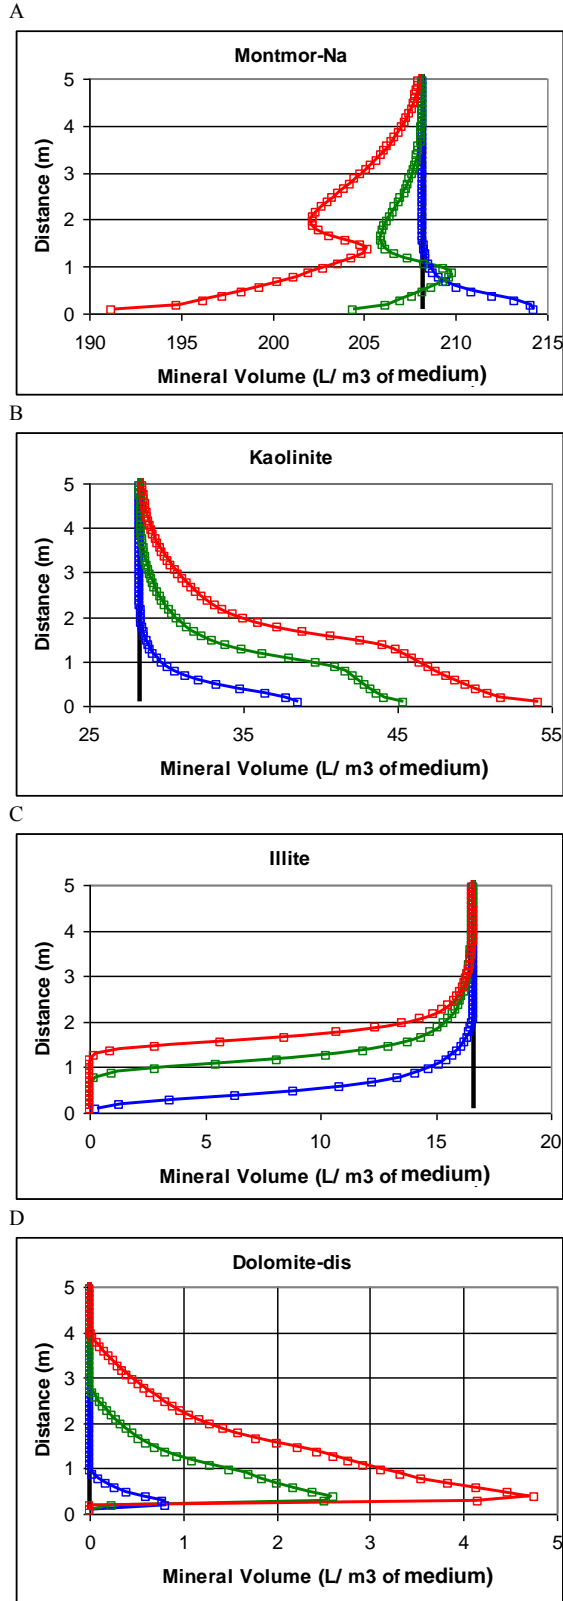 A
Montmor-Na
Distance (m)
5
4
3
2
1
0
190 195 200 205 210 215
Mineral Volume (L/ m3 of medium)
B
Kaolinite
Distance (m)
5
4
3
2
1
0
25 35 45 55
Mineral Volume (L/ m3 of medium)
C
Illite
Distance (m)
5
4
3
2
1
0
0 5 10 15 20
Mineral Volume (L/ m3 of medium)
D
Dolomite-dis
Distance (m)
5
4
3
2
1
0
0 1 2 3 4 5
Mineral Volume (L/ m3 of medium)